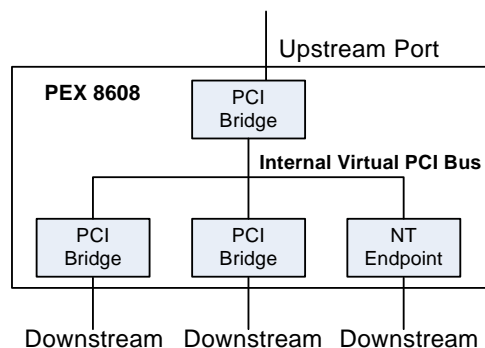 Upstream Port
PEX 8608
PCI
Bridge
Internal Virtual PCI Bus
PCI
Bridge
PCI
Bridge
NT
Endpoint
Downstream Downstream Downstream